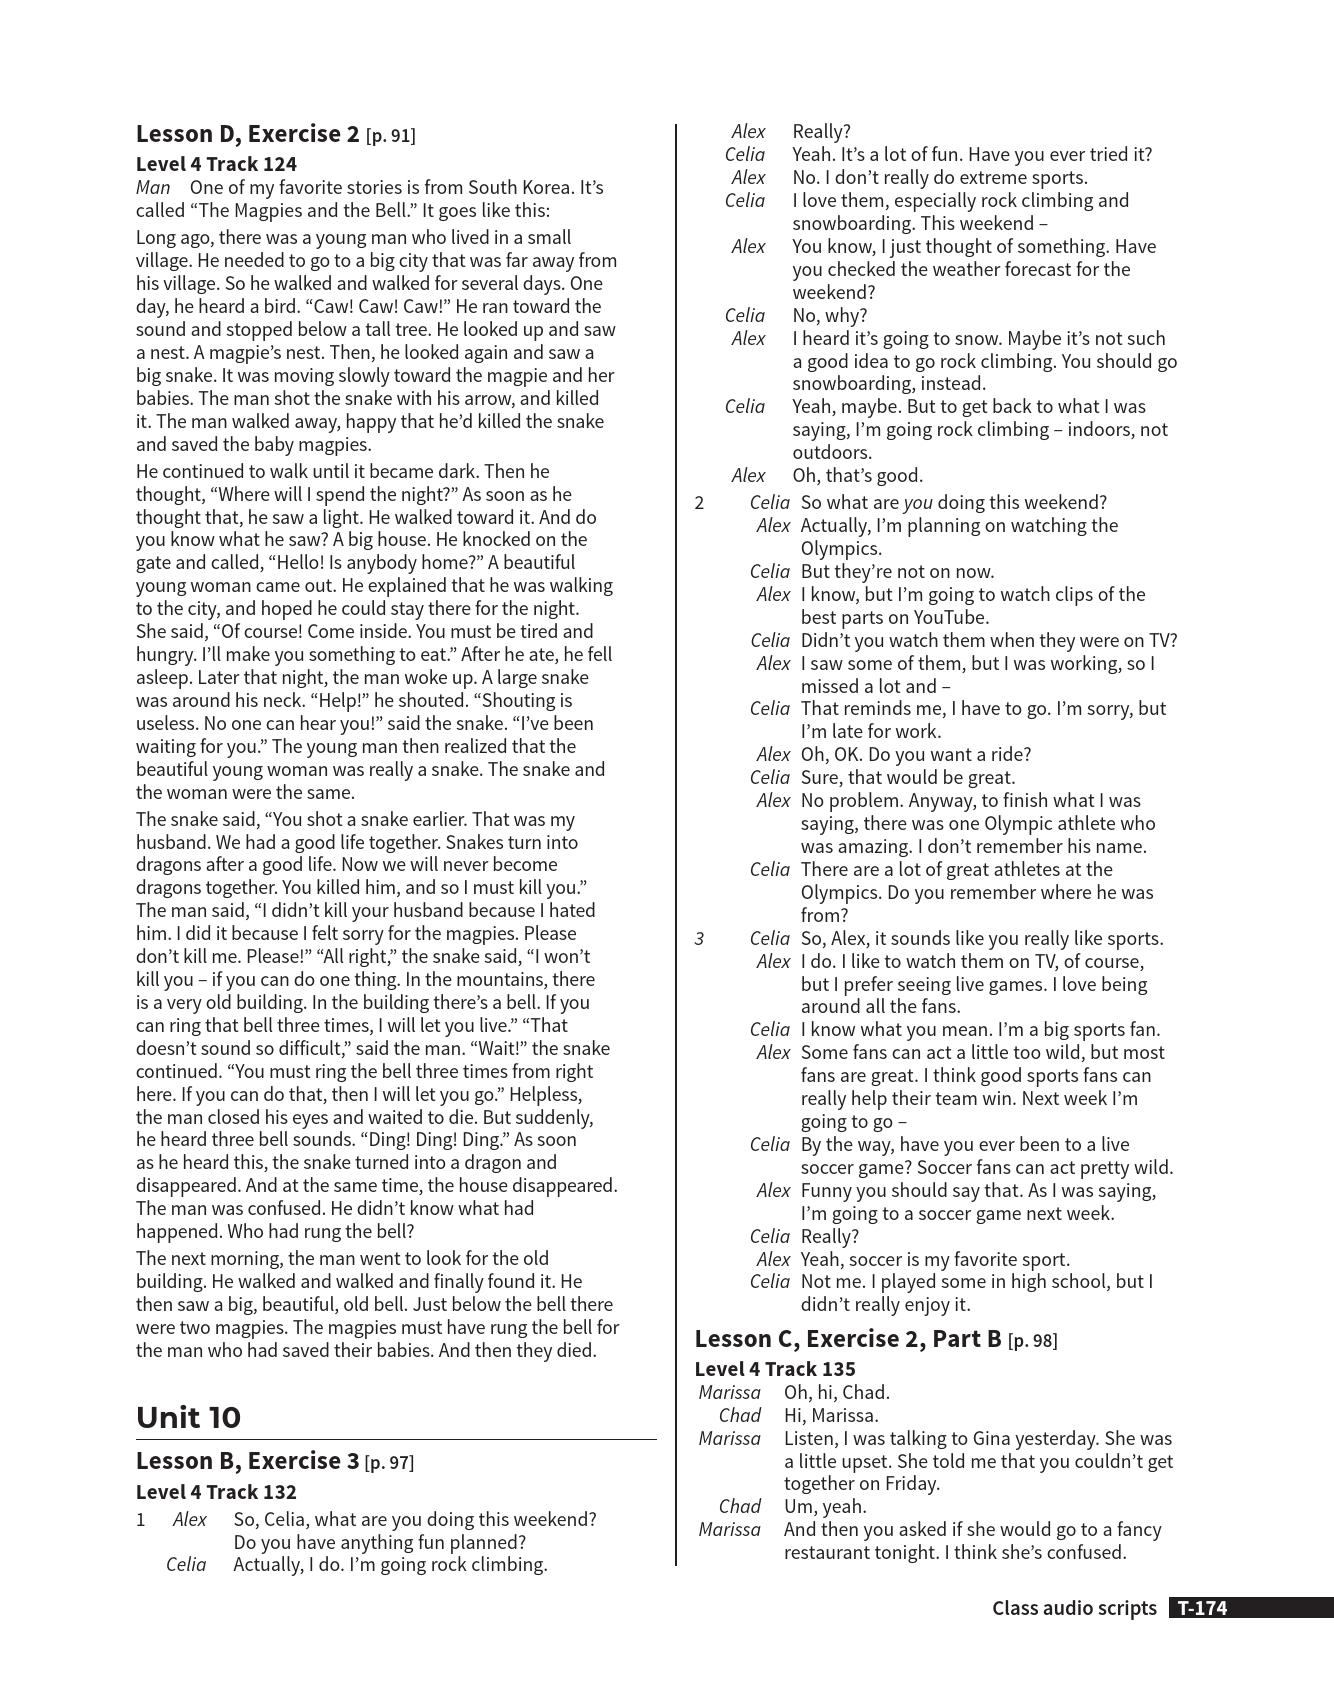 Lesson D, Exercise 2 [p. 91]
Level 4 Track 124
Man One of my favorite stories is from South Korea. It’s
called “The Magpies and the Bell.” It goes like this:
Long ago, there was a young man who lived in a small
village. He needed to go to a big city that was far away from
his village. So he walked and walked for several days. One
day, he heard a bird. “Caw! Caw! Caw!” He ran toward the
sound and stopped below a tall tree. He looked up and saw
a nest. A magpie’s nest. Then, he looked again and saw a
big snake. It was moving slowly toward the magpie and her
babies. The man shot the snake with his arrow, and killed
it. The man walked away, happy that he’d killed the snake
and saved the baby magpies.
He continued to walk until it became dark. Then he
thought, “Where will I spend the night?” As soon as he
thought that, he saw a light. He walked toward it. And do
you know what he saw? A big house. He knocked on the
gate and called, “Hello! Is anybody home?” A beautiful
young woman came out. He explained that he was walking
to the city, and hoped he could stay there for the night.
She said, “Of course! Come inside. You must be tired and
hungry. I’ll make you something to eat.” After he ate, he fell
asleep. Later that night, the man woke up. A large snake
was around his neck. “Help!” he shouted. “Shouting is
useless. No one can hear you!” said the snake. “I’ve been
waiting for you.” The young man then realized that the
beautiful young woman was really a snake. The snake and
the woman were the same.
The snake said, “You shot a snake earlier. That was my
husband. We had a good life together. Snakes turn into
dragons after a good life. Now we will never become
dragons together. You killed him, and so I must kill you.”
The man said, “I didn’t kill your husband because I hated
him. I did it because I felt sorry for the magpies. Please
don’t kill me. Please!” “All right,” the snake said, “I won’t
kill you – if you can do one thing. In the mountains, there
is a very old building. In the building there’s a bell. If you
can ring that bell three times, I will let you live.” “That
doesn’t sound so difficult,” said the man. “Wait!” the snake
continued. “You must ring the bell three times from right
here. If you can do that, then I will let you go.” Helpless,
the man closed his eyes and waited to die. But suddenly,
he heard three bell sounds. “Ding! Ding! Ding.” As soon
as he heard this, the snake turned into a dragon and
disappeared. And at the same time, the house disappeared.
The man was confused. He didn’t know what had
happened. Who had rung the bell?
The next morning, the man went to look for the old
building. He walked and walked and finally found it. He
then saw a big, beautiful, old bell. Just below the bell there
were two magpies. The magpies must have rung the bell for
the man who had saved their babies. And then they died.
Unit 10
Lesson B, Exercise 3 [p. 97]
Level 4 Track 132
1 Alex So, Celia, what are you doing this weekend?
Do you have anything fun planned?
Celia Actually, I do. I’m going rock climbing.
Alex Really?
Celia Yeah. It’s a lot of fun. Have you ever tried it?
Alex No. I don’t really do extreme sports.
Celia I love them, especially rock climbing and
snowboarding. This weekend –
Alex You know, I just thought of something. Have
you checked the weather forecast for the
weekend?
Celia No, why?
Alex I heard it’s going to snow. Maybe it’s not such
a good idea to go rock climbing. You should go
snowboarding, instead.
Celia Yeah, maybe. But to get back to what I was
saying, I’m going rock climbing – indoors, not
outdoors.
Alex Oh, that’s good.
2 Celia So what are you doing this weekend?
Alex Actually, I’m planning on watching the
Olympics.
Celia But they’re not on now.
Alex I know, but I’m going to watch clips of the
best parts on YouTube.
Celia Didn’t you watch them when they were on TV?
Alex I saw some of them, but I was working, so I
missed a lot and –
Celia That reminds me, I have to go. I’m sorry, but
I’m late for work.
Alex Oh, OK. Do you want a ride?
Celia Sure, that would be great.
Alex No problem. Anyway, to finish what I was
saying, there was one Olympic athlete who
was amazing. I don’t remember his name.
Celia There are a lot of great athletes at the
Olympics. Do you remember where he was
from?
3 Celia So, Alex, it sounds like you really like sports.
Alex I do. I like to watch them on TV, of course,
but I prefer seeing live games. I love being
around all the fans.
Celia I know what you mean. I’m a big sports fan.
Alex Some fans can act a little too wild, but most
fans are great. I think good sports fans can
really help their team win. Next week I’m
going to go –
Celia By the way, have you ever been to a live
soccer game? Soccer fans can act pretty wild.
Alex Funny you should say that. As I was saying,
I’m going to a soccer game next week.
Celia Really?
Alex Yeah, soccer is my favorite sport.
Celia Not me. I played some in high school, but I
didn’t really enjoy it.
Lesson C, Exercise 2, Part B [p. 98]
Level 4 Track 135
Marissa Oh, hi, Chad.
Chad Hi, Marissa.
Marissa Listen, I was talking to Gina yesterday. She was
a little upset. She told me that you couldn’t get
together on Friday.
Chad Um, yeah.
Marissa And then you asked if she would go to a fancy
restaurant tonight. I think she’s confused.
Class audio scripts T-174